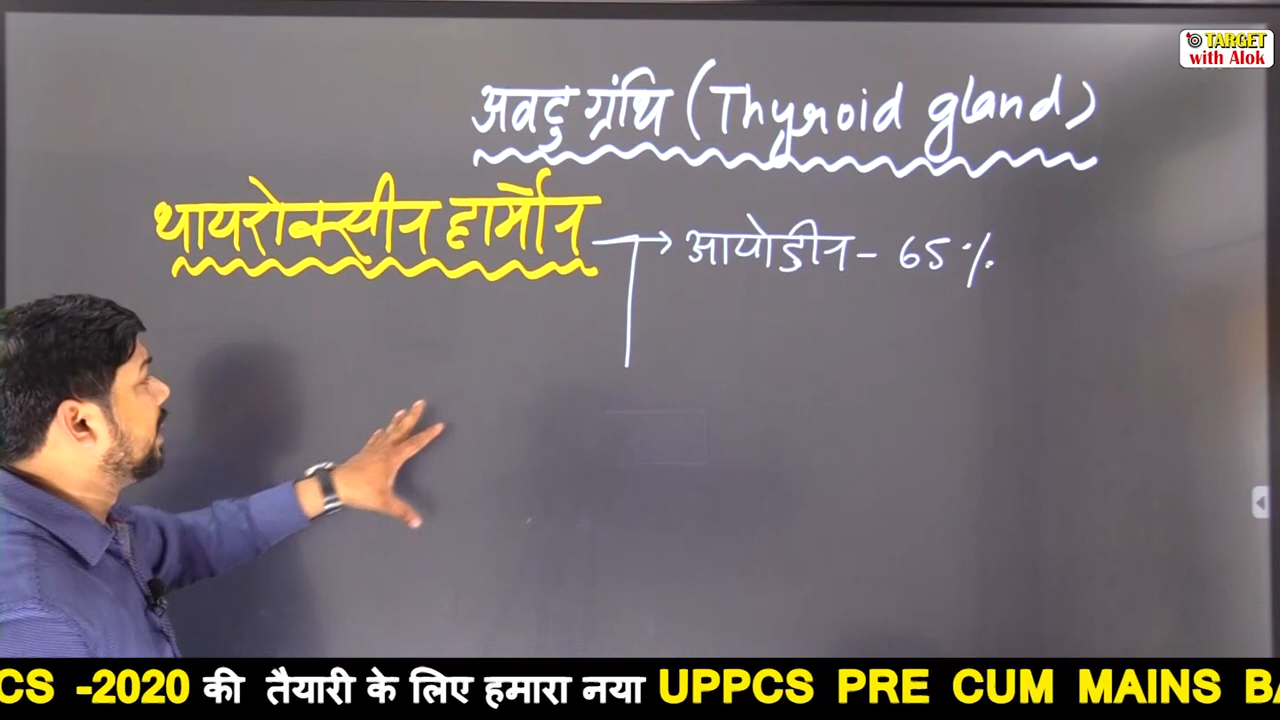 TARGET
with Alok
अवटु ग्रंथि (Thyroid gland)
थायरोक्सीन हार्मोन
आयोडीन - 65%
CS -2020 की तैयारी के लिए हमारा नया UPPCS PRE CUM MAINS BA